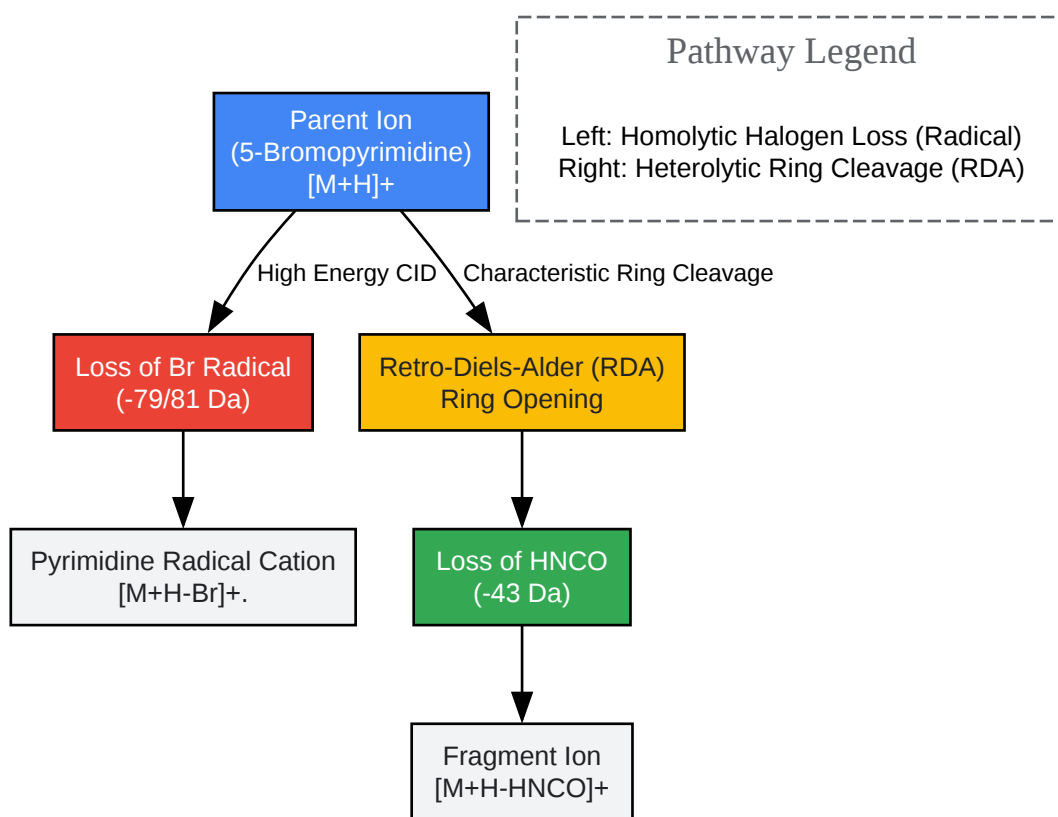 Pathway Legend
Left: Homolytic Halogen Loss (Radical)
Right: Heterolytic Ring Cleavage (RDA)
Parent Ion
(5-Bromopyrimidine)
[M+H]+
High Energy CID
Characteristic Ring Cleavage
Loss of Br Radical
(-79/81 Da)
Retro-Diels-Alder (RDA)
Ring Opening
Pyrimidine Radical Cation
[M+H-Br]+.
Loss of HNCO
(-43 Da)
Fragment Ion
[M+H-HNCO]+